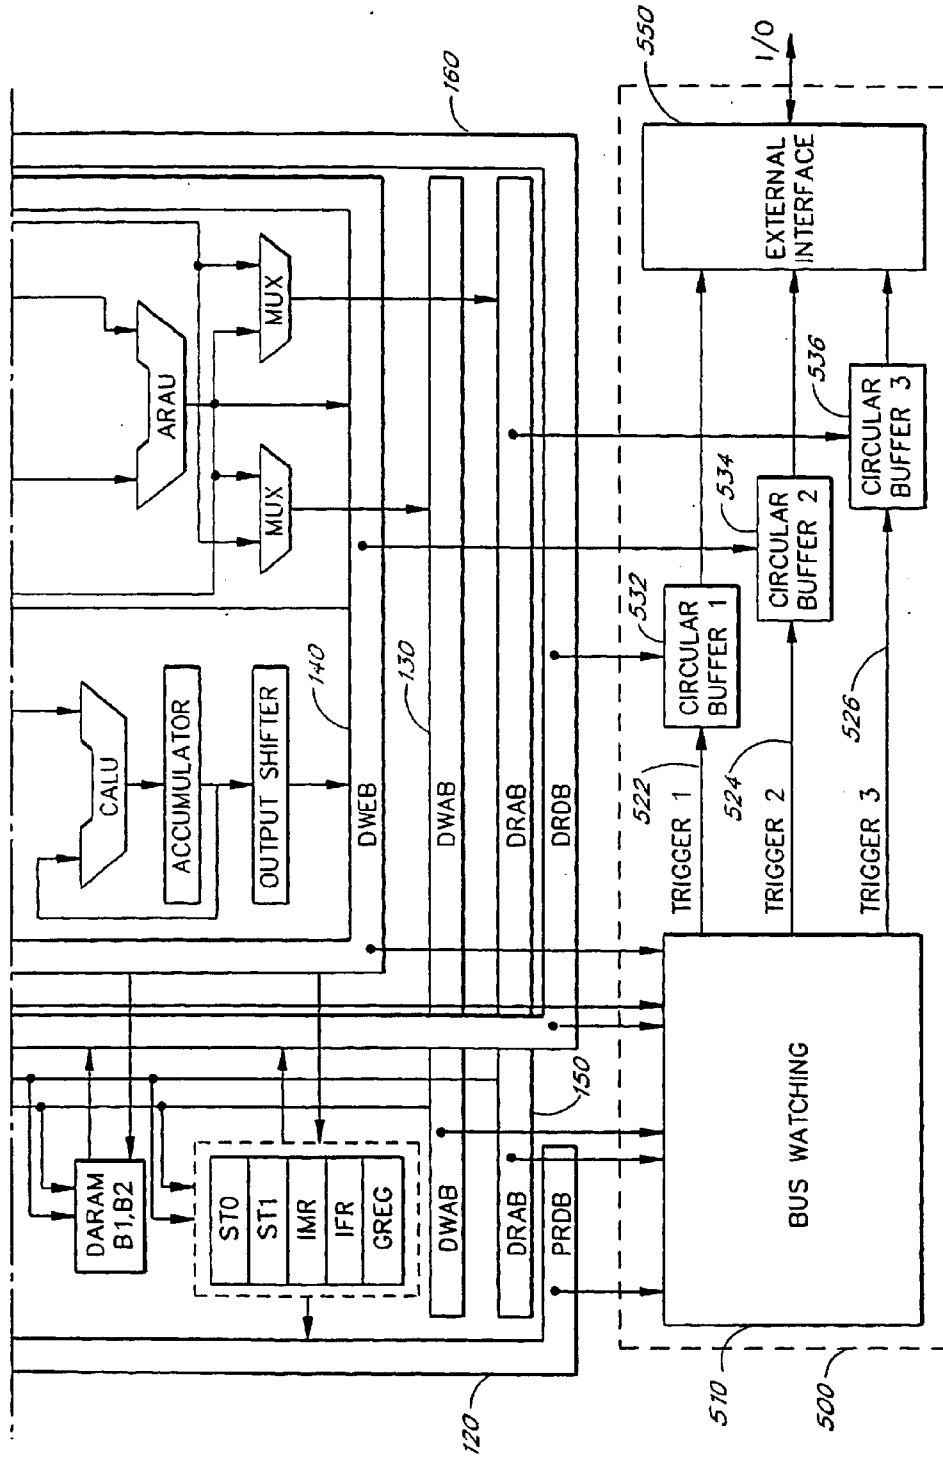 160
ARAU
MUX
MUX
CALU
ACCUMULATOR
OUTPUT SHIFTER
140
DWEB
130
DWAB
DRAB
DRDB
DARAM
B1,B2
ST0
ST1
IMR
IFR
GREG
DWAB
DRAB
PRDB
150
120
550
I/O
EXTERNAL
INTERFACE
536
CIRCULAR
BUFFER 3
534
CIRCULAR
BUFFER 2
532
CIRCULAR
BUFFER 1
522
TRIGGER 1
524
TRIGGER 2
526
TRIGGER 3
BUS WATCHING
510
500